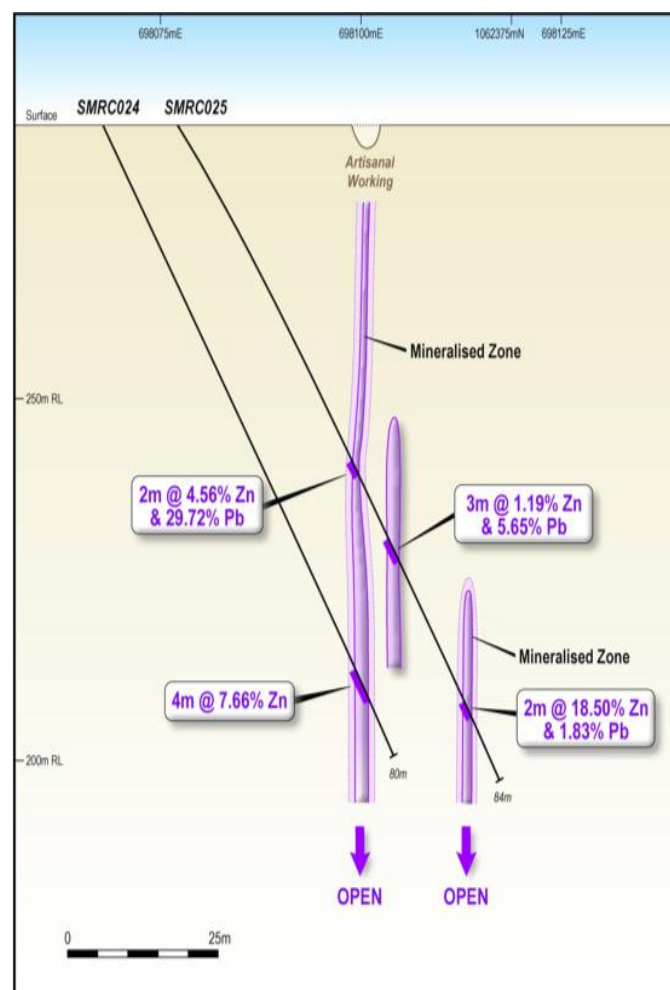 698075mE
698100mE
1062375mN
698125mE
SMRC024
SMRC025
Surface
Artisanal
Working
Mineralised Zone
250m RL
2m @ 4.56% Zn
& 29.72% Pb
3m @ 1.19% Zn
& 5.65% Pb
Mineralised Zone
4m @ 7.66% Zn
2m @ 18.50% Zn
& 1.83% Pb
200m RL
80m
84m
OPEN
OPEN
0
25m